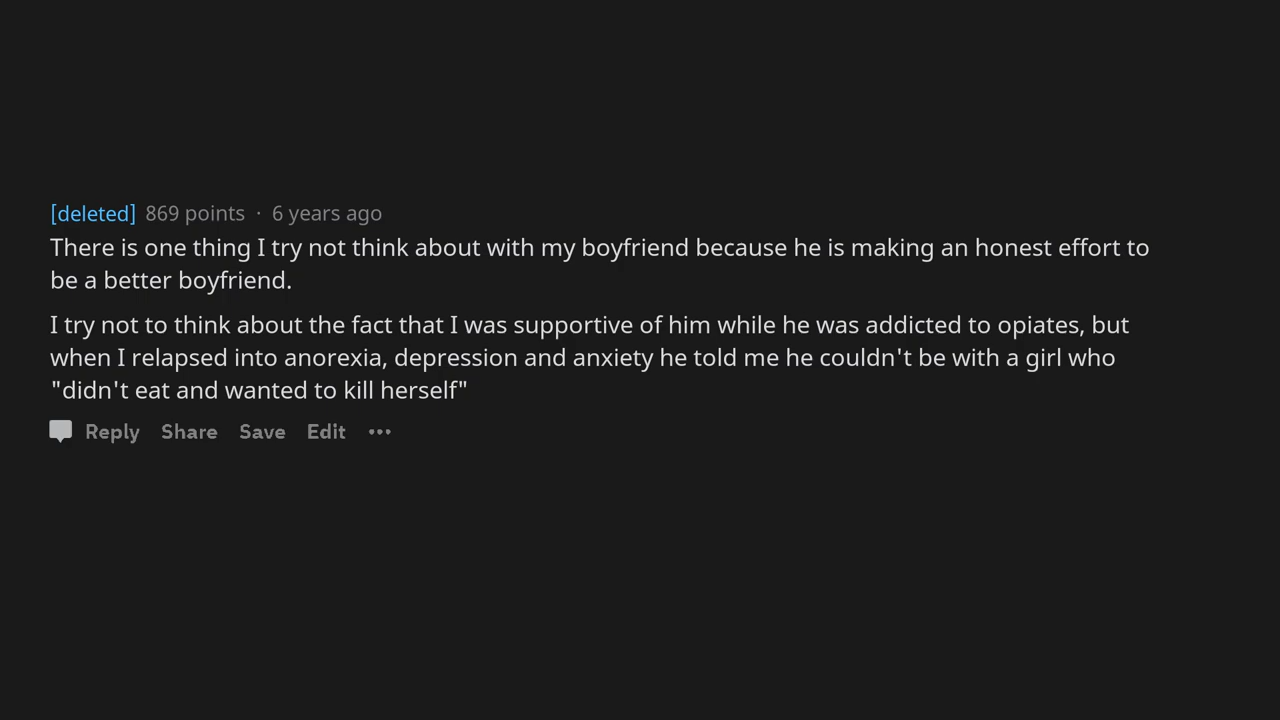 [deleted] 869 points · 6 years ago
There is one thing I try not think about with my boyfriend because he is making an honest effort to
be a better boyfriend.
I try not to think about the fact that I was supportive of him while he was addicted to opiates, but
when I relapsed into anorexia, depression and anxiety he told me he couldn't be with a girl who
"didn't eat and wanted to kill herself"
Reply Share Save Edit •••